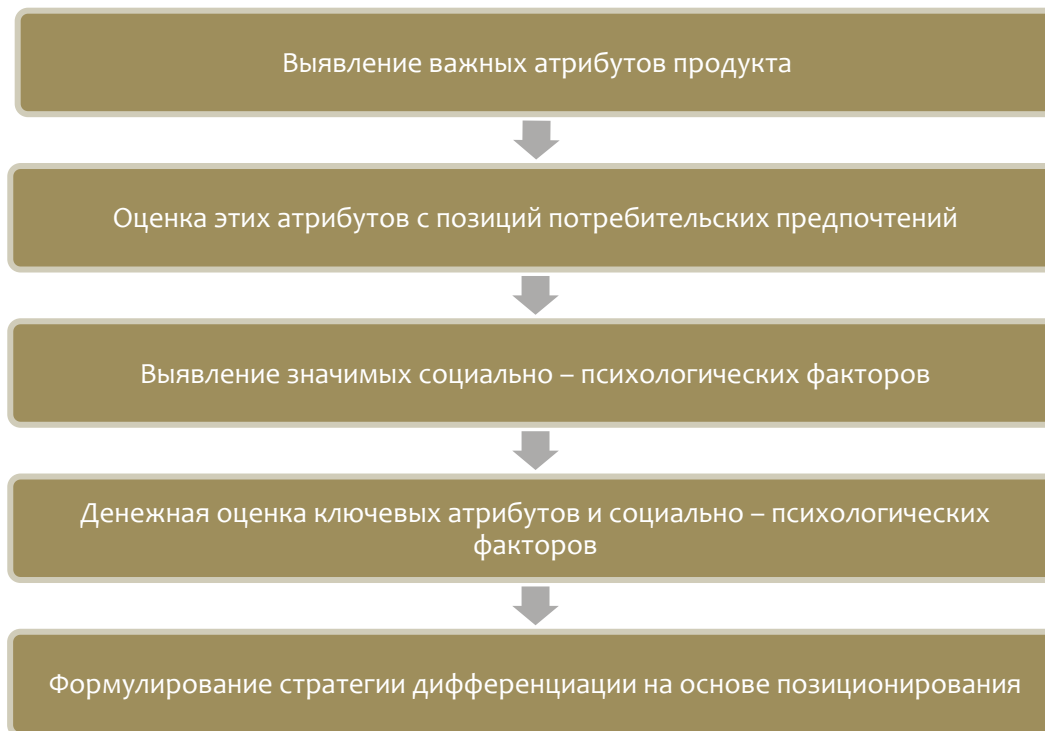 Выявление важных атрибутов продукта
Оценка этих атрибутов с позиций потребительских предпочтений
Выявление значимых социально – психологических факторов
Денежная оценка ключевых атрибутов и социально – психологических
факторов
Формулирование стратегии дифференциации на основе позиционирования